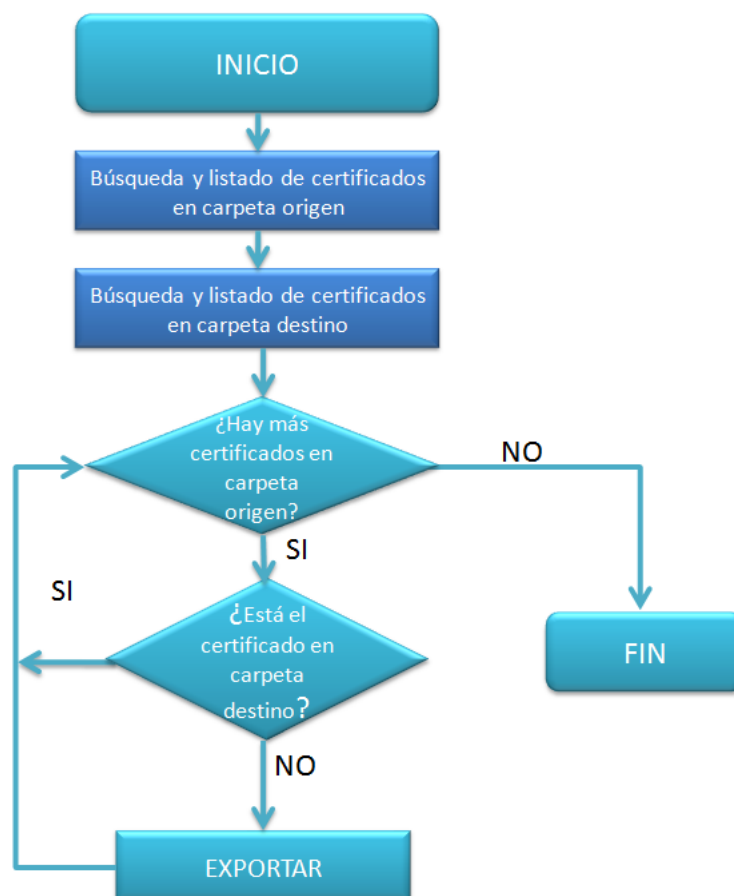 INICIO
Búsqueda y listado de certificados
en carpeta origen
Búsqueda y listado de certificados
en carpeta destino
¿Hay más
certificados en
carpeta
origen?
NO
SI
SI
¿Está el
certificado en
carpeta
destino?
FIN
NO
EXPORTAR